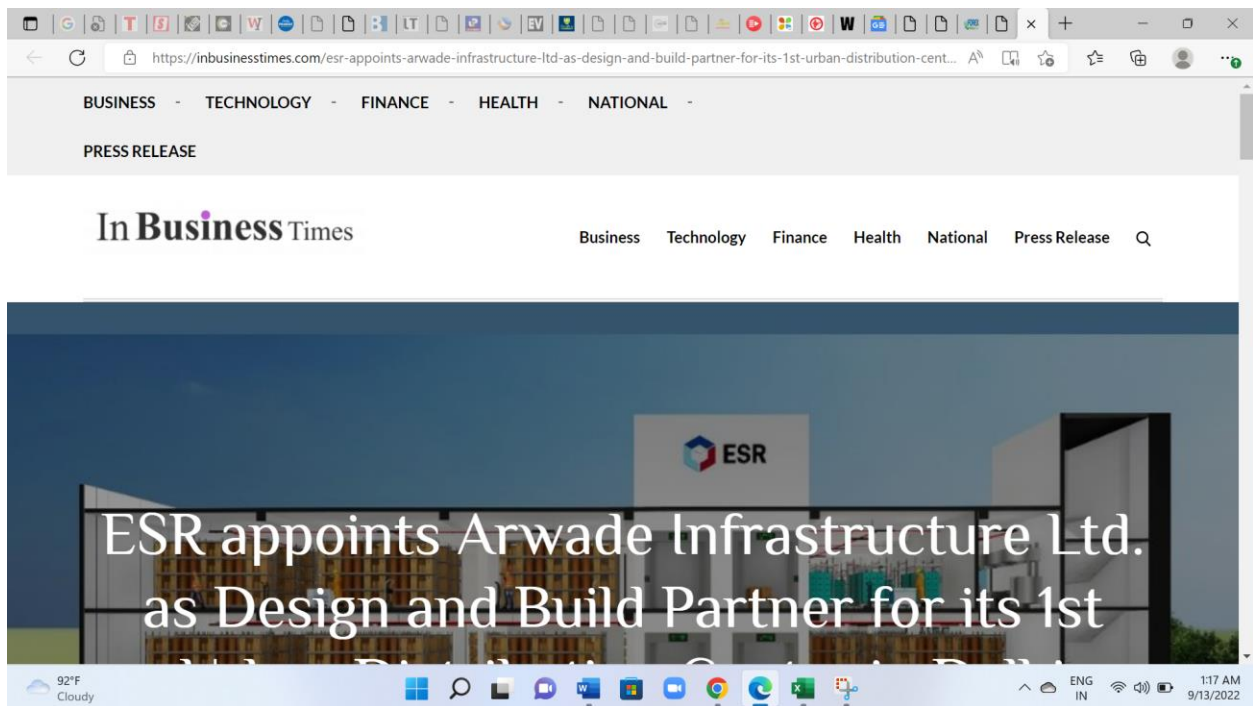 https://inbusinesstimes.com/esr-appoints-arwade-infrastructure-ltd-as-design-and-build-partner-for-its-1st-urban-distribution-cent...
BUSINESS - TECHNOLOGY - FINANCE - HEALTH - NATIONAL -
PRESS RELEASE
In Business Times
Business Technology Finance Health National Press Release
ESR
ESR appoints Arwade Infrastructure Ltd.
as Design and Build Partner for its 1st
92°F
Cloudy
ENG
IN
1:17 AM
9/13/2022